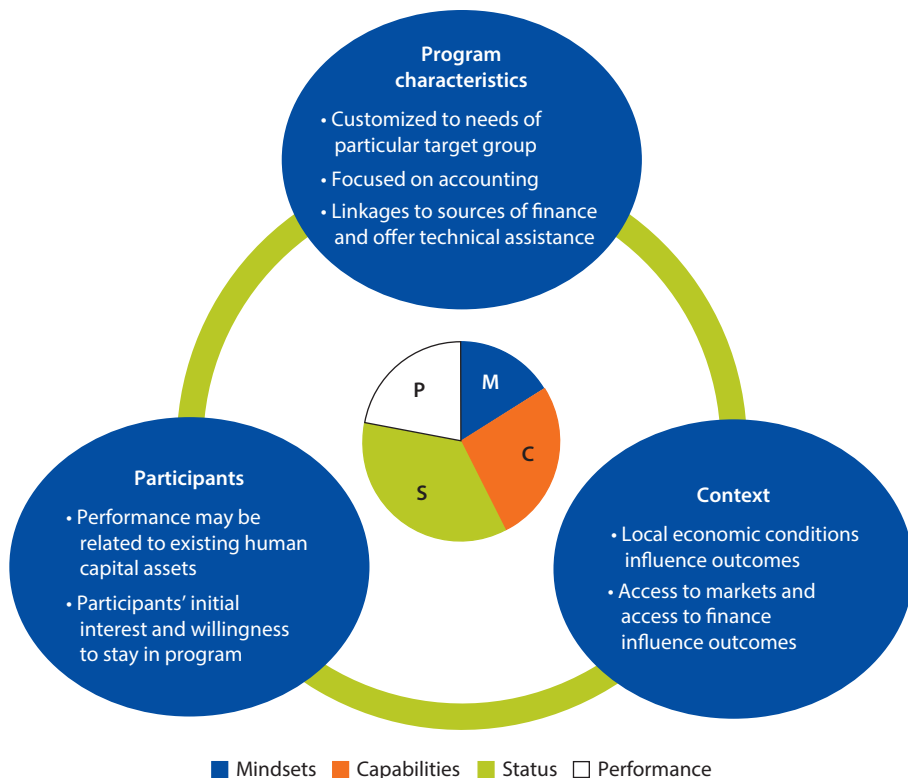 Program
characteristics
• Customized to needs of
particular target group
• Focused on accounting
• Linkages to sources of finance
and offer technical assistance
P
M
C
S
Participants
• Performance may be
related to existing human
capital assets
• Participants’ initial
interest and willingness
to stay in program
Context
• Local economic conditions
influence outcomes
• Access to markets and
access to finance
influence outcomes
Mindsets Capabilities Status Performance